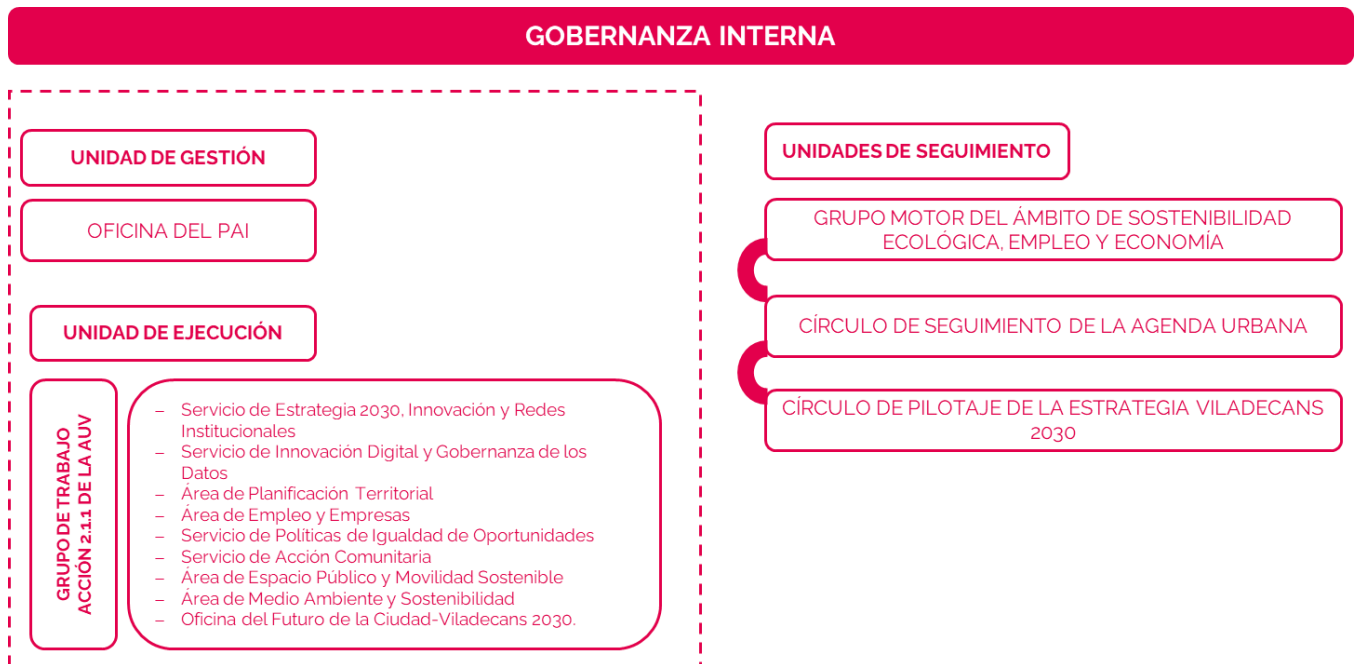 GOBERNANZA INTERNA
UNIDAD DE GESTIÓN
OFICINA DEL PAI
UNIDAD DE EJECUCIÓN
GRUPO DE TRABAJO
ACCIÓN 2.1.1 DE LA AUV
– Servicio de Estrategia 2030, Innovación y Redes
Institucionales
– Servicio de Innovación Digital y Gobernanza de los
Datos
– Área de Planificación Territorial
– Área de Empleo y Empresas
– Servicio de Políticas de Igualdad de Oportunidades
– Servicio de Acción Comunitaria
– Área de Espacio Público y Movilidad Sostenible
– Área de Medio Ambiente y Sostenibilidad
– Oficina del Futuro de la Ciudad-Viladecans 2030.
UNIDADES DE SEGUIMIENTO
GRUPO MOTOR DEL ÁMBITO DE SOSTENIBILIDAD
ECOLÓGICA, EMPLEO Y ECONOMÍA
CÍRCULO DE SEGUIMIENTO DE LA AGENDA URBANA
CÍRCULO DE PILOTAJE DE LA ESTRATEGIA VILADECANS
2030